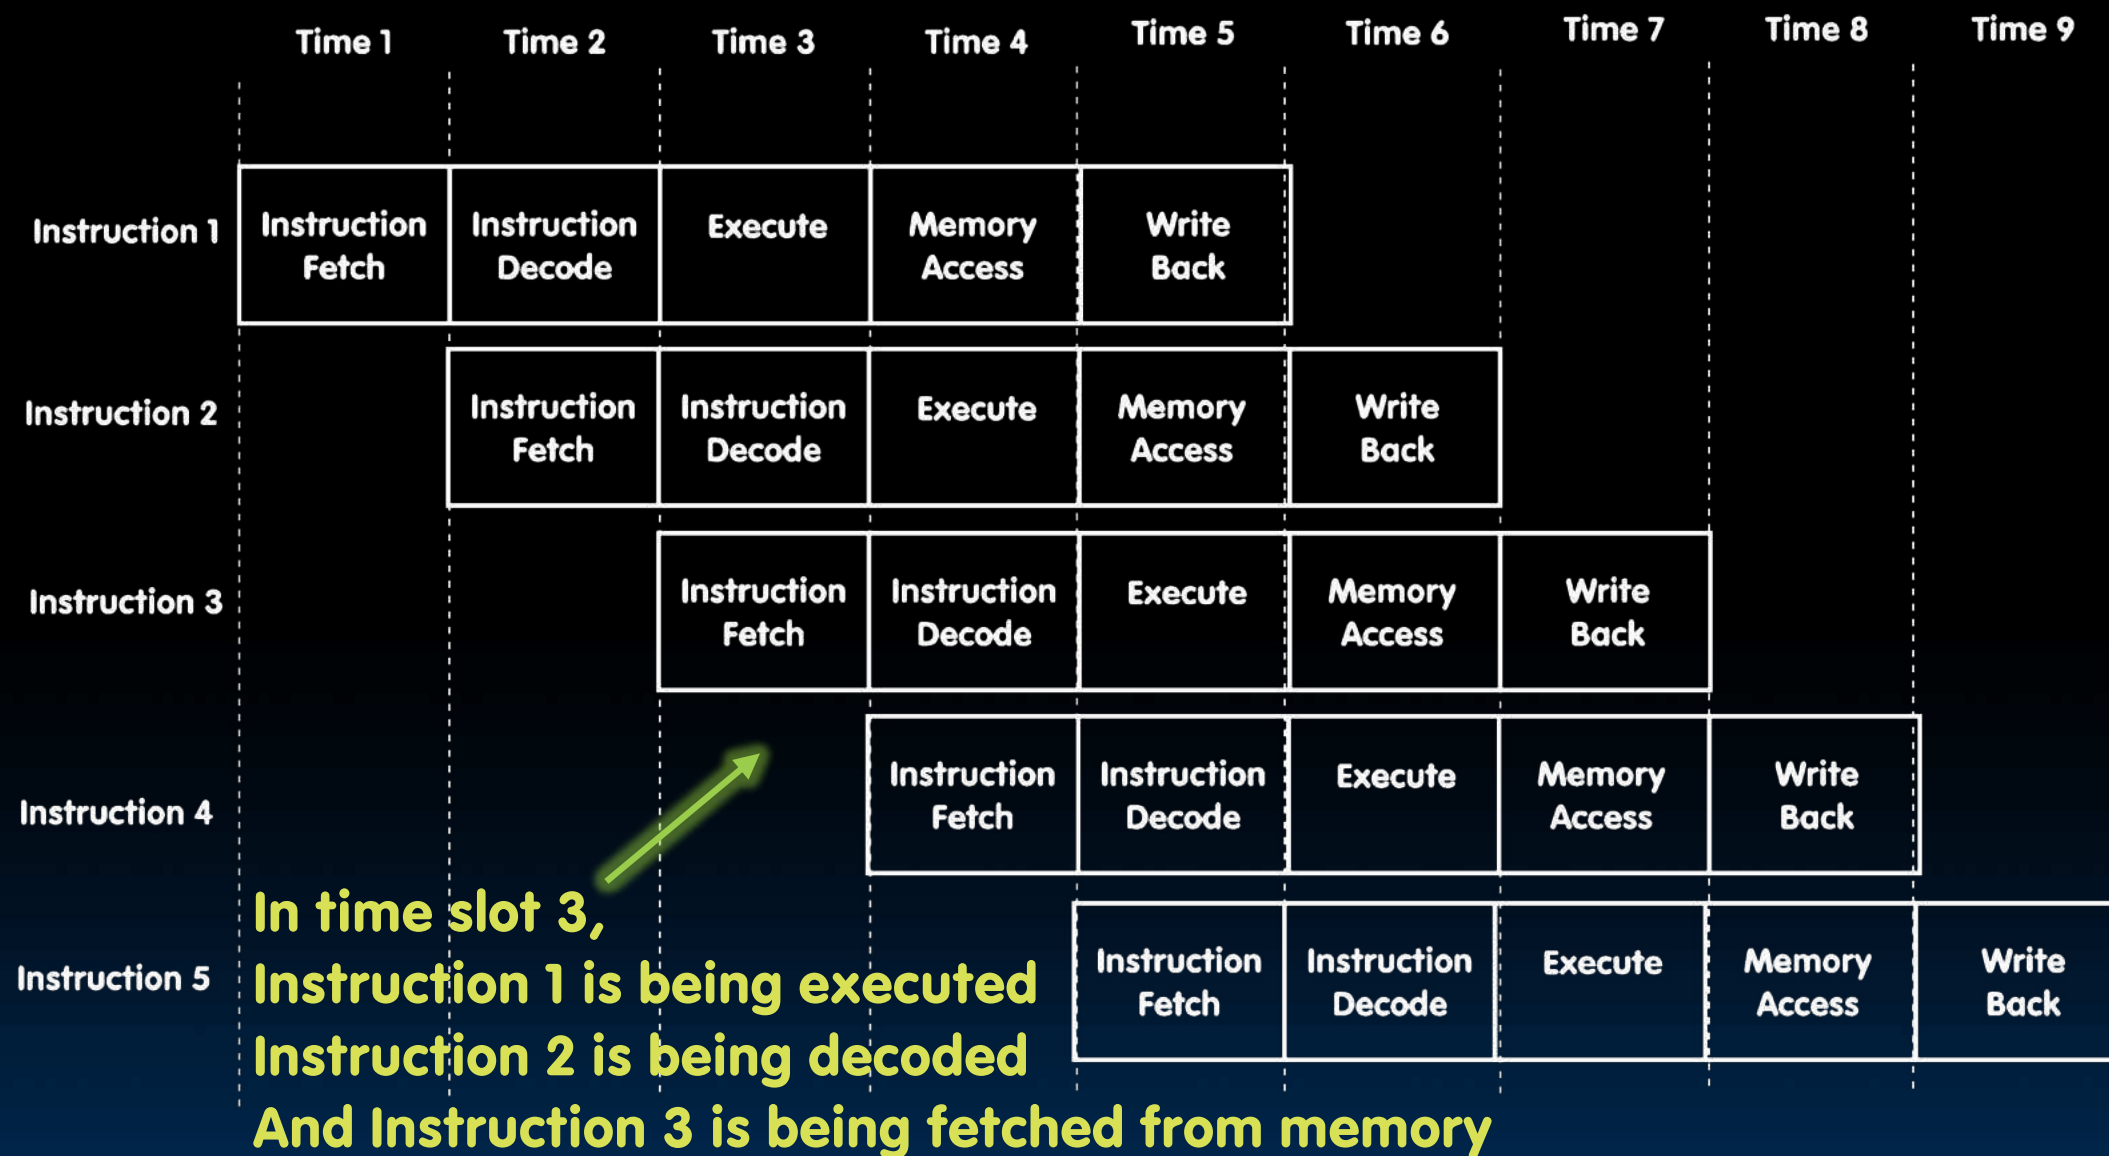 Time 1 Time 2 Time 3 Time 4 Time 5 Time 6 Time 7 Time 8 Time 9
Instruction 1
Instruction
Fetch
Instruction
Decode
Execute
Memory
Access
Write
Back
Instruction 2
Instruction
Fetch
Instruction
Decode
Execute
Memory
Access
Write
Back
Instruction 3
Instruction
Fetch
Instruction
Decode
Execute
Memory
Access
Write
Back
Instruction 4
Instruction
Fetch
Instruction
Decode
Execute
Memory
Access
Write
Back
Instruction 5
Instruction
Fetch
Instruction
Decode
Execute
Memory
Access
Write
Back
In time slot 3,
Instruction 1 is being executed
Instruction 2 is being decoded
And Instruction 3 is being fetched from memory